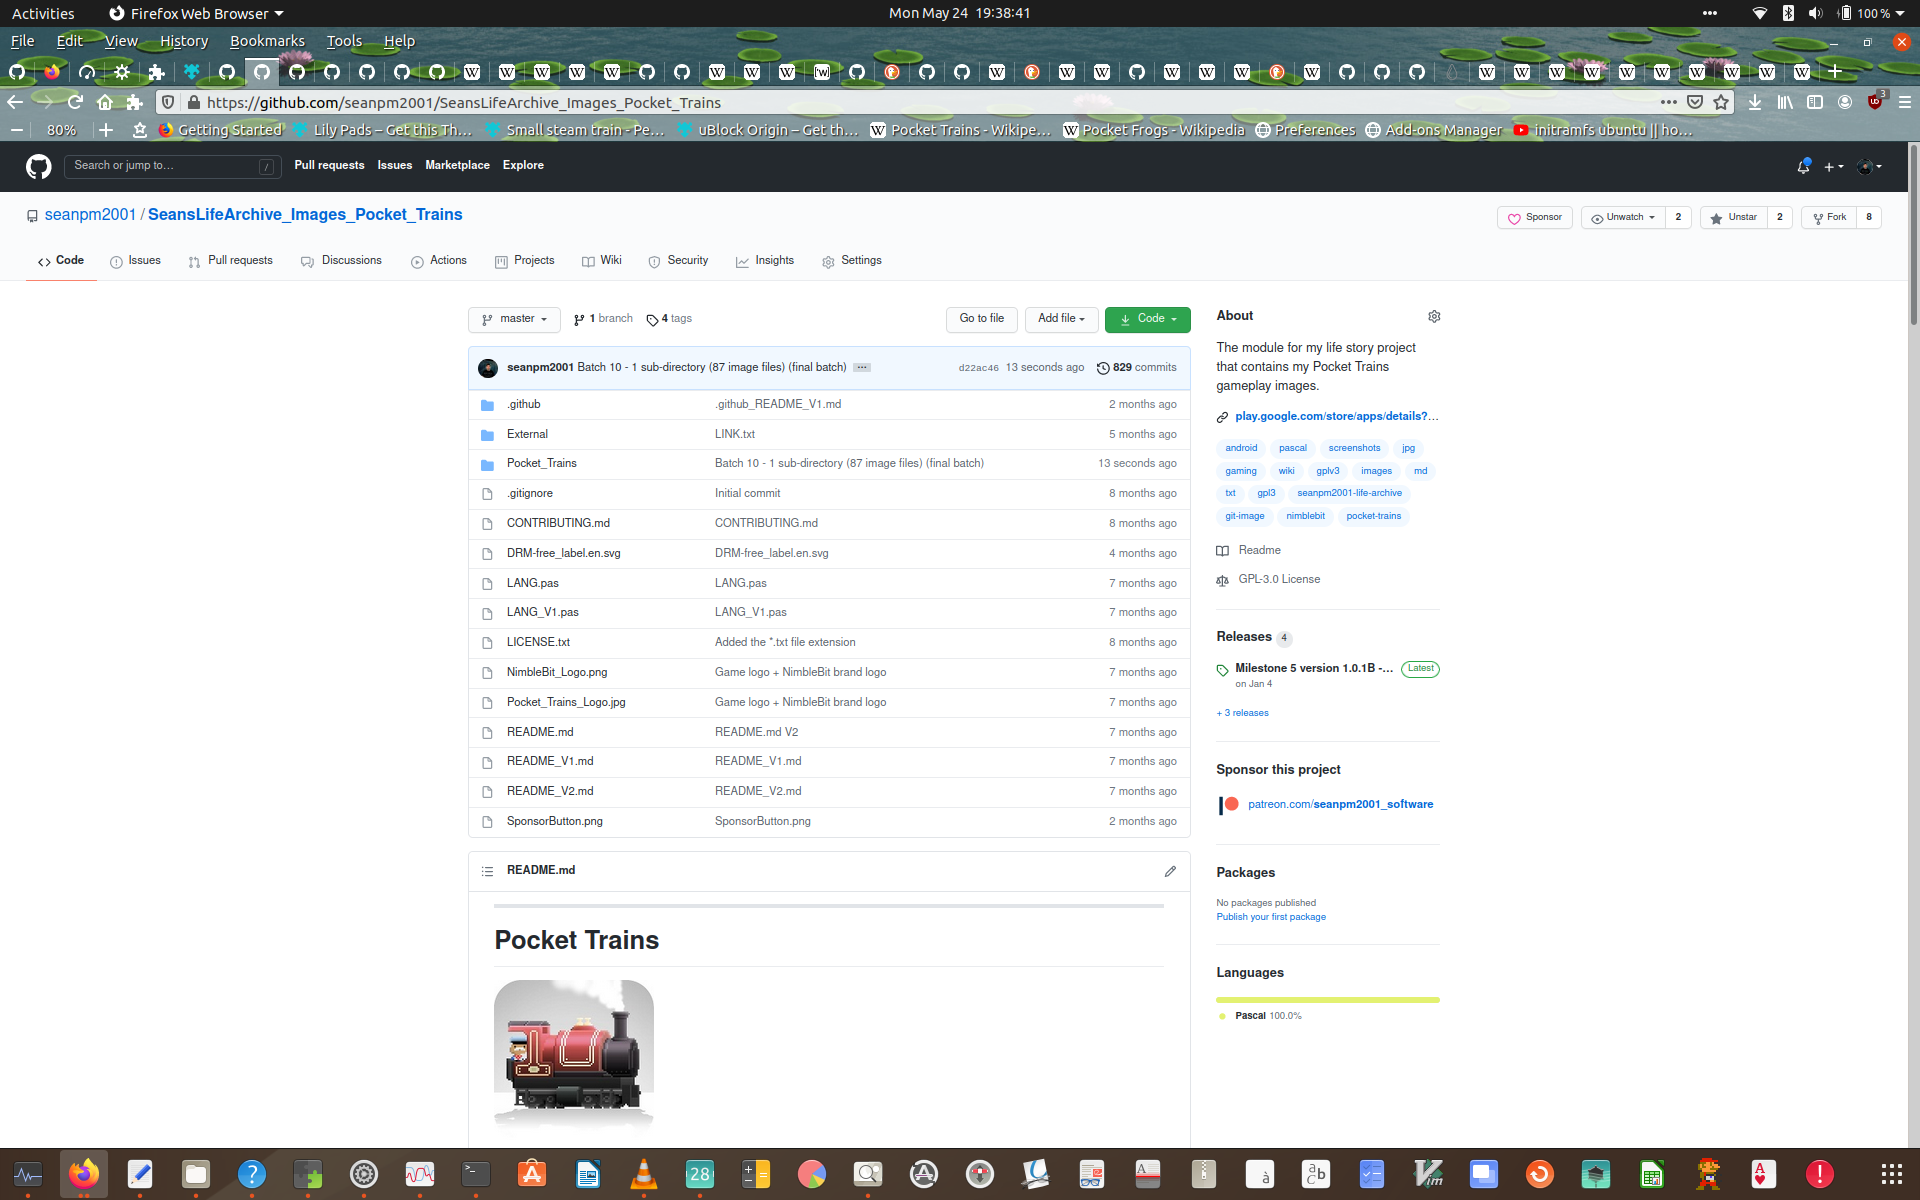 Activities Firefox Web Browser Mon May 24 19:38:41 100 %
File Edit View History Bookmarks Tools Help
https://github.com/seanpm2001/SeansLifeArchive_Images_Pocket_Trains 3
80% Getting Started Lily Pads – Get this Th… Small steam train - Pe… uBlock Origin – Get th… Pocket Trains - Wikipe… Pocket Frogs - Wikipedia Preferences Add-ons Manager initramfs ubuntu || ho…
Search or jump to… / Pull requests Issues Marketplace Explore
seanpm2001 / SeansLifeArchive_Images_Pocket_Trains Sponsor Unwatch 2 Unstar 2 Fork 8
Code Issues Pull requests Discussions Actions Projects Wiki Security Insights Settings
master 1 branch 4 tags Go to file Add file Code
seanpm2001 Batch 10 - 1 sub-directory (87 image files) (final batch) … d22ac46 13 seconds ago 829 commits
.github .github_README_V1.md 2 months ago
External LINK.txt 5 months ago
Pocket_Trains Batch 10 - 1 sub-directory (87 image files) (final batch) 13 seconds ago
.gitignore Initial commit 8 months ago
CONTRIBUTING.md CONTRIBUTING.md 8 months ago
DRM-free_label.en.svg DRM-free_label.en.svg 4 months ago
LANG.pas LANG.pas 7 months ago
LANG_V1.pas LANG_V1.pas 7 months ago
LICENSE.txt Added the *.txt file extension 8 months ago
NimbleBit_Logo.png Game logo + NimbleBit brand logo 7 months ago
Pocket_Trains_Logo.jpg Game logo + NimbleBit brand logo 7 months ago
README.md README.md V2 7 months ago
README_V1.md README_V1.md 7 months ago
README_V2.md README_V2.md 7 months ago
SponsorButton.png SponsorButton.png 2 months ago
README.md
Pocket Trains
About
The module for my life story project
that contains my Pocket Trains
gameplay images.
play.google.com/store/apps/details?…
android pascal screenshots jpg
gaming wiki gplv3 images md
txt gpl3 seanpm2001-life-archive
git-image nimblebit pocket-trains
Readme
GPL-3.0 License
Releases 4
Milestone 5 version 1.0.1B -… Latest
on Jan 4
+ 3 releases
Sponsor this project
patreon.com/seanpm2001_software
Packages
No packages published
Publish your first package
Languages
Pascal 100.0%
28